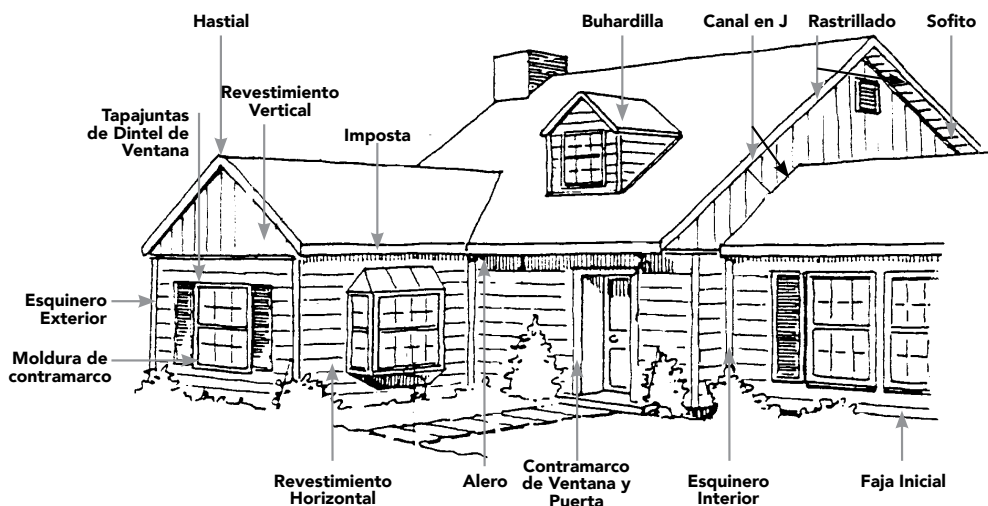 Hastial
Buhardilla
Canal en J
Rastrillado
Sofito
Revestimiento
Vertical
Tapajuntas
de Dintel de
Ventana
Imposta
Esquinero
Exterior
Moldura de
contramarco
Revestimiento
Horizontal
Alero
Contramarco
de Ventana y
Puerta
Esquinero
Interior
Faja Inicial